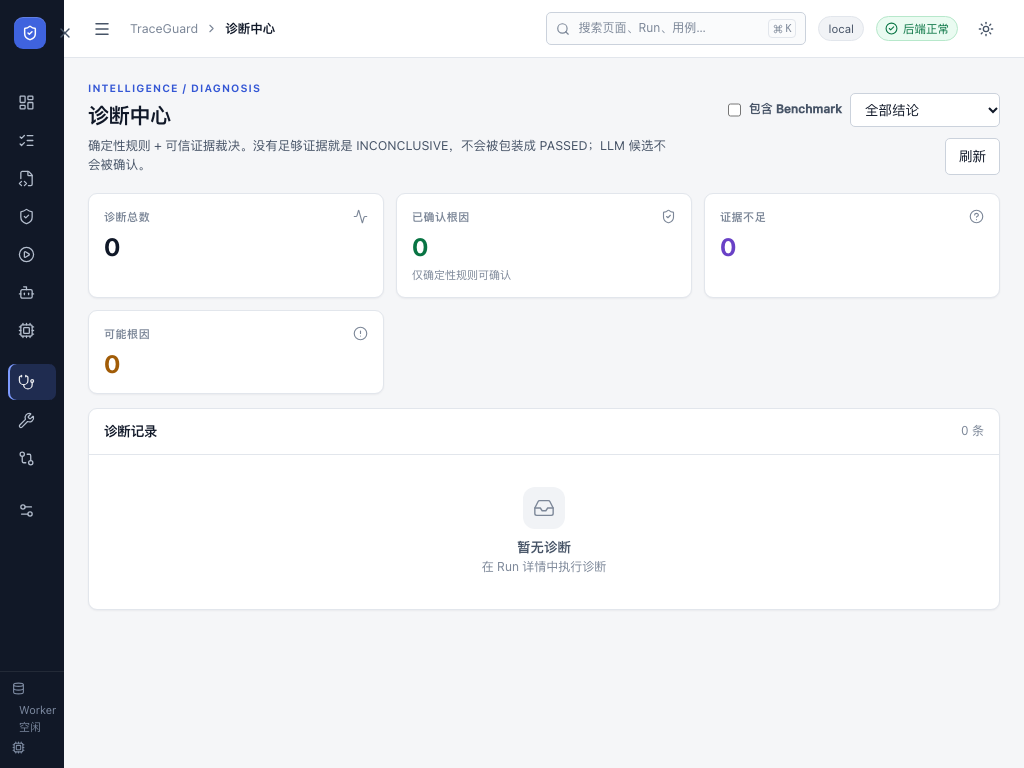 TraceGuard
诊断中心
搜索页面、Run、用例...
⌘ K
local
后端正常
INTELLIGENCE / DIAGNOSIS
诊断中心
确定性规则 + 可信证据裁决。没有足够证据就是 INCONCLUSIVE，不会被包装成 PASSED；LLM 候选不
会被确认。
包含 Benchmark
全部结论
刷新
诊断总数
0
已确认根因
0
仅确定性规则可确认
证据不足
0
可能根因
0
诊断记录
0 条
暂无诊断
在 Run 详情中执行诊断
Worker
空闲